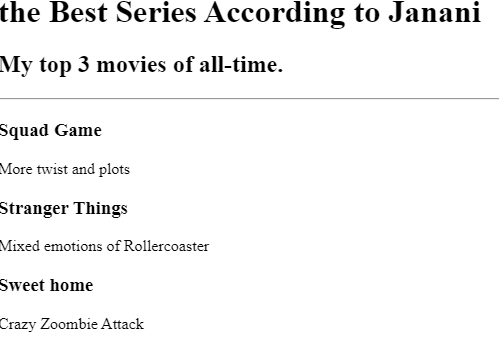 the Best Series According to Janani
My top 3 movies of all-time.
Squad Game
More twist and plots
Stranger Things
Mixed emotions of Rollercoaster
Sweet home
Crazy Zoombie Attack